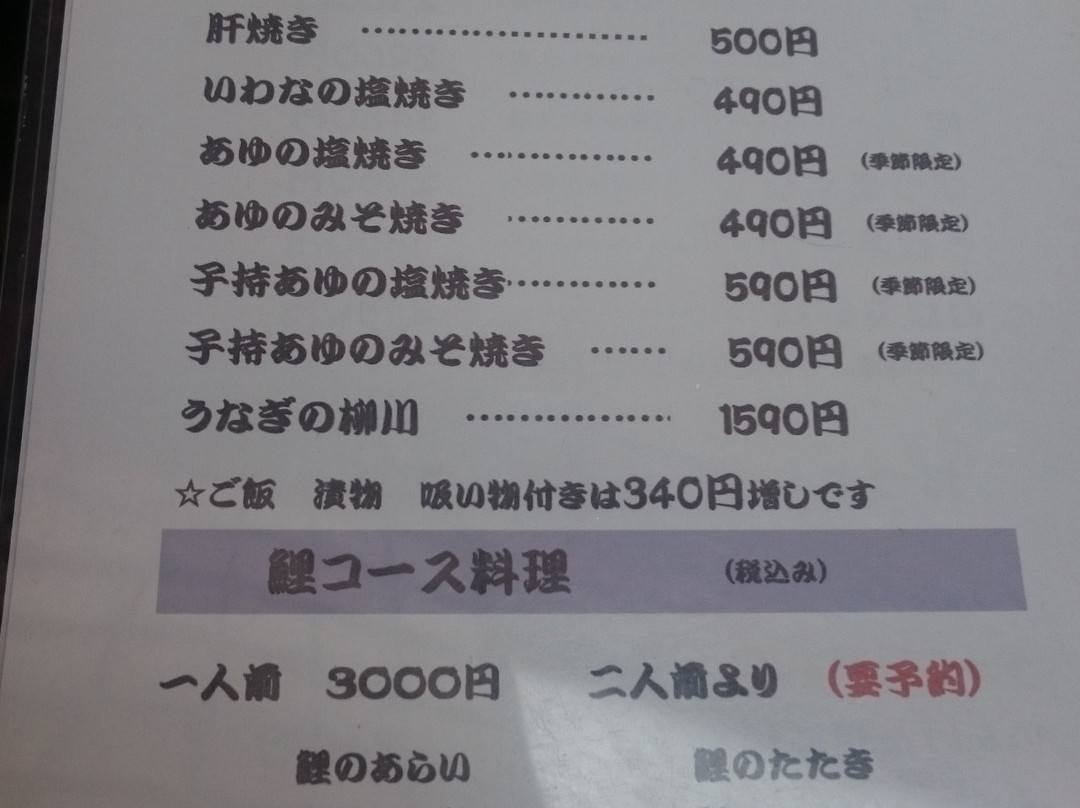 肝焼き ………………………… 500円
いわなの塩焼き ………… 490円
あゆの塩焼き …………… 490円 (季節限定)
あゆのみそ焼き ………… 490円 (季節限定)
子持あゆの塩焼き………… 590円 (季節限定)
子持あゆのみそ焼き …… 590円 (季節限定)
うなぎの柳川 …………… 1590円
☆ご飯 漬物 吸い物付きは340円増しです
鯉コース料理 (税込み)
一人前 3000円 二人前より (要予約)
鯉のあらい 鯉のたたき